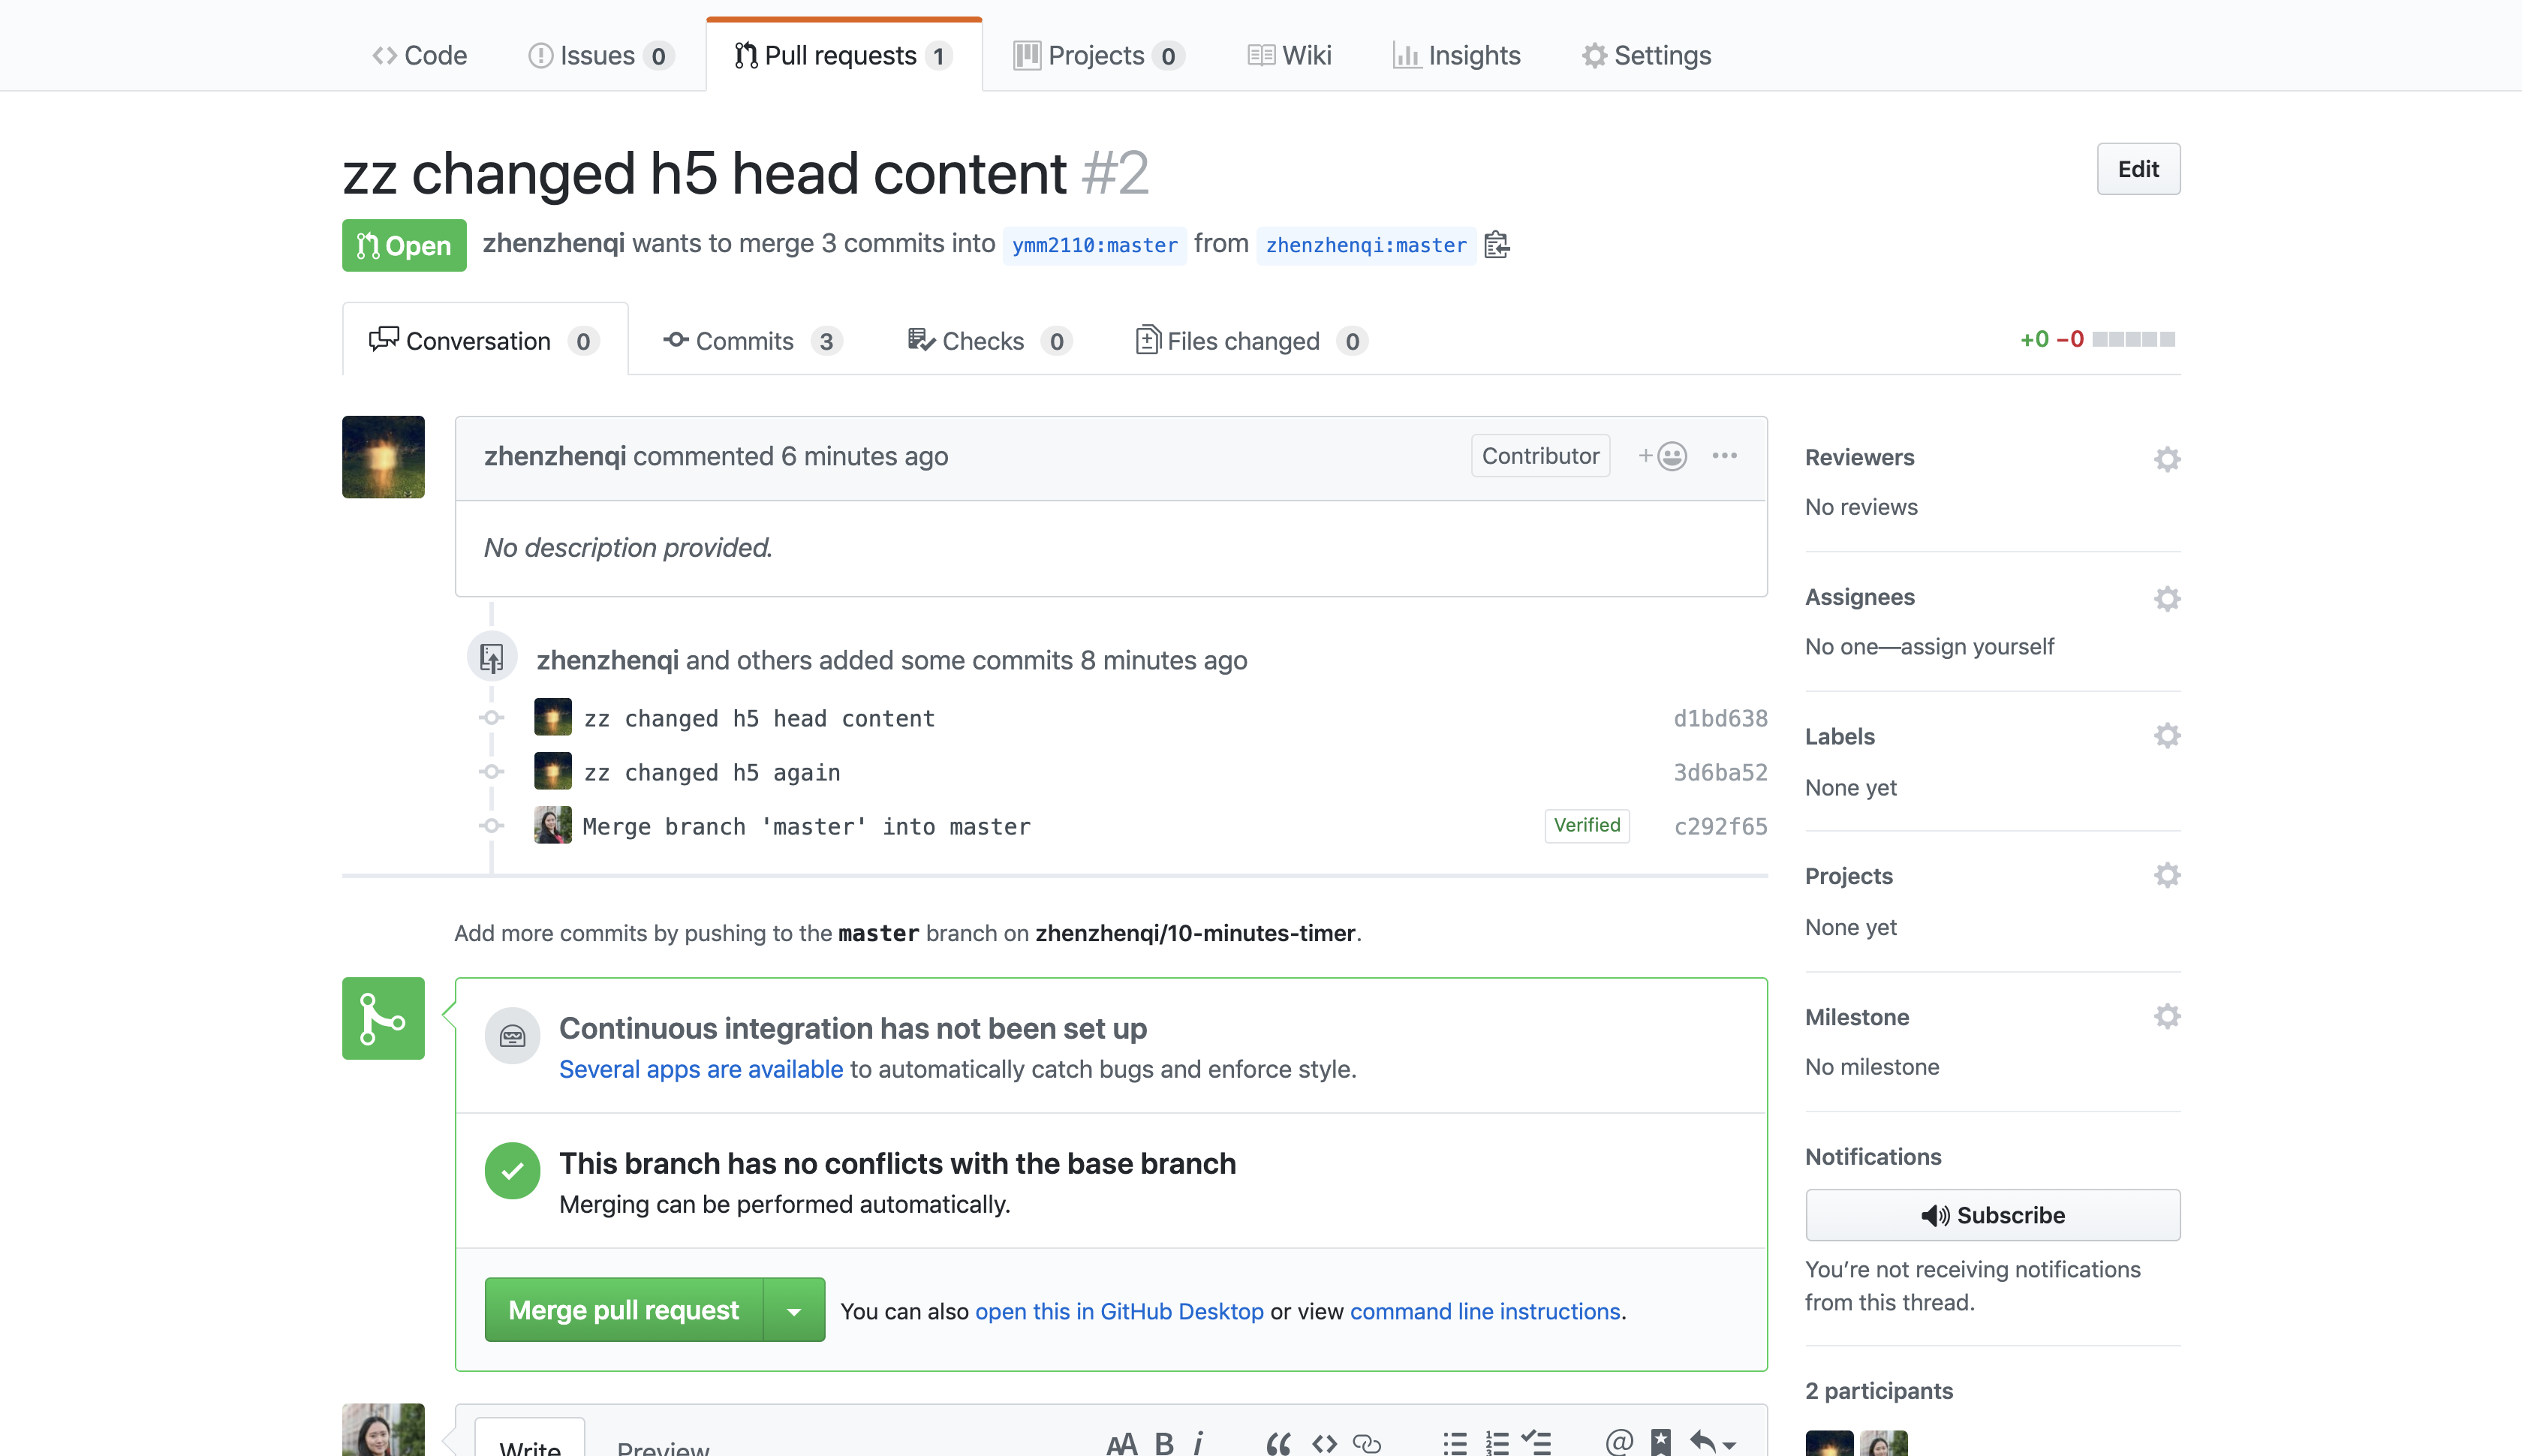 Code Issues 0 Pull requests 1 Projects 0 Wiki Insights Settings
zz changed h5 head content #2
Edit
Open zhenzhenqi wants to merge 3 commits into ymm2110:master from zhenzhenqi:master
Conversation 0 Commits 3 Checks 0 Files changed 0 +0 −0
zhenzhenqi commented 6 minutes ago Contributor
No description provided.
zhenzhenqi and others added some commits 8 minutes ago
zz changed h5 head content d1bd638
zz changed h5 again 3d6ba52
Merge branch 'master' into master Verified c292f65
Add more commits by pushing to the master branch on zhenzhenqi/10-minutes-timer.
Continuous integration has not been set up
Several apps are available to automatically catch bugs and enforce style.
This branch has no conflicts with the base branch
Merging can be performed automatically.
Merge pull request You can also open this in GitHub Desktop or view command line instructions.
Write Preview
Reviewers
No reviews
Assignees
No one—assign yourself
Labels
None yet
Projects
None yet
Milestone
No milestone
Notifications
Subscribe
You’re not receiving notifications
from this thread.
2 participants